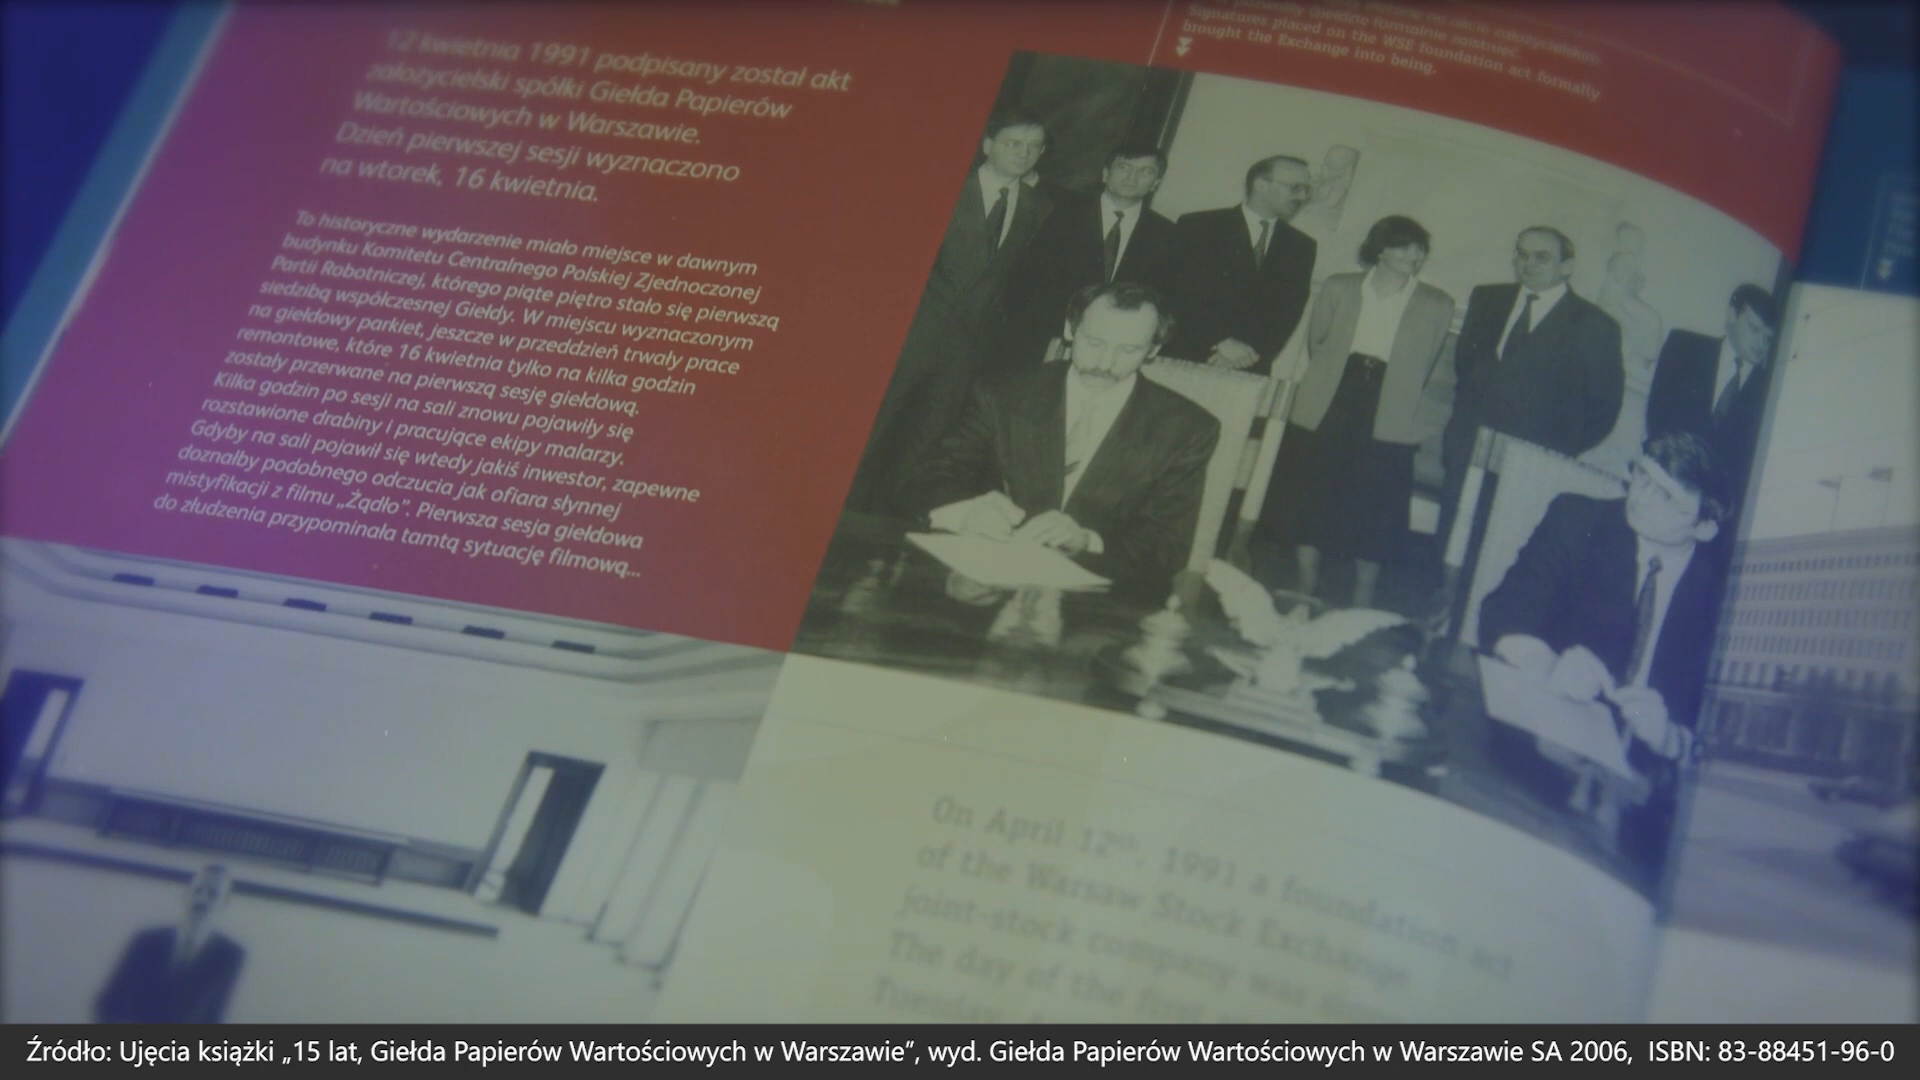 12 kwietnia 1991 podpisany został akt
założycielski spółki Giełda Papierów
Wartościowych w Warszawie.
Dzień pierwszej sesji wyznaczono
na wtorek, 16 kwietnia.
To historyczne wydarzenie miało miejsce w dawnym
budynku Komitetu Centralnego Polskiej Zjednoczonej
Partii Robotniczej, którego piąte piętro stało się pierwszą
siedzibą współczesnej Giełdy. W miejscu wyznaczonym
na giełdowy parkiet, jeszcze w przeddzień trwały prace
remontowe, które 16 kwietnia tylko na kilka godzin
zostały przerwane na pierwszą sesję giełdową.
Kilka godzin po sesji na sali znowu pojawiły się
rozstawione drabiny i pracujące ekipy malarzy.
Gdyby na sali pojawił się wtedy jakiś inwestor, zapewne
doznałby podobnego odczucia jak ofiara słynnej
mistyfikacji z filmu „Żądło”. Pierwsza sesja giełdowa
do złudzenia przypominała tamtą sytuację filmową...
formalnie zaistnieć.
Signatures placed on the WSE foundation act formally
brought the Exchange into being.
On April 12th, 1991 a foundation act
of the Warsaw Stock Exchange
joint-stock company was
The day of the first
Tuesday
Źródło: Ujęcia książki „15 lat, Giełda Papierów Wartościowych w Warszawie”, wyd. Giełda Papierów Wartościowych w Warszawie SA 2006, ISBN: 83-88451-96-0